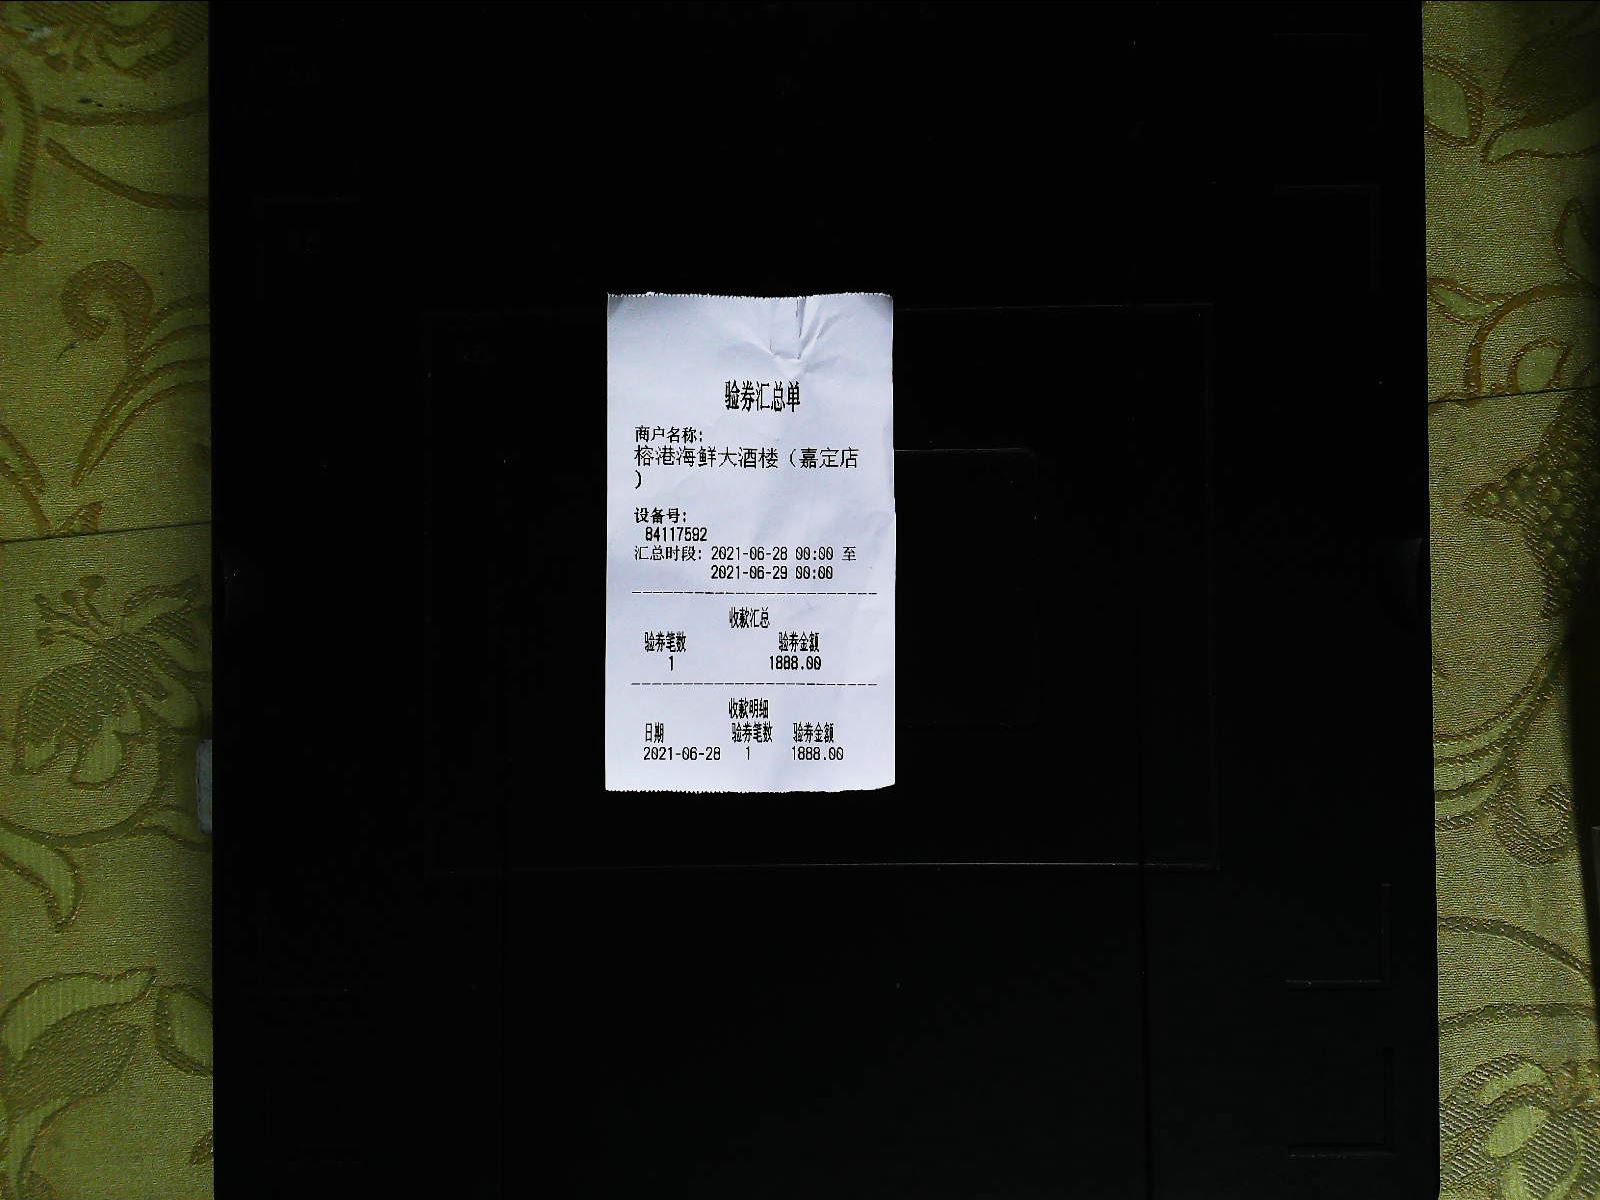 验券汇总单
商户名称:
榕港海鲜大酒楼（嘉定店
）
设备号:
84117592
汇总时段: 2021-06-28 00:00 至
2021-06-29 00:00
收款汇总
验券笔数 验券金额
1 1888.00
收款明细
日期 验券笔数 验券金额
2021-06-28 1 1888.00